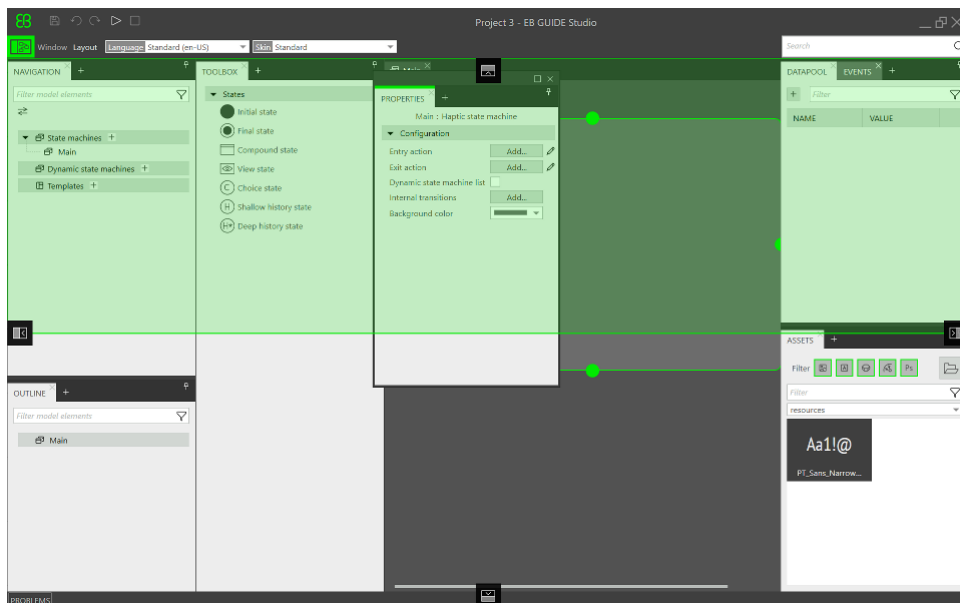 EB
Project 3 - EB GUIDE Studio
Window Layout Language Standard (en-US) Skin Standard
Search
NAVIGATION
Filter model elements
State machines
Main
Dynamic state machines
Templates
OUTLINE
Filter model elements
Main
PROBLEMS
TOOLBOX
States
Initial state
Final state
Compound state
View state
C Choice state
H Shallow history state
H* Deep history state
Main
PROPERTIES
Main : Haptic state machine
Configuration
Entry action Add...
Exit action Add...
Dynamic state machine list
Internal transitions Add...
Background color
DATAPOOL EVENTS
Filter
NAME VALUE
ASSETS
Filter Ps
Filter
resources
Aa1!@
PT_Sans_Narrow...